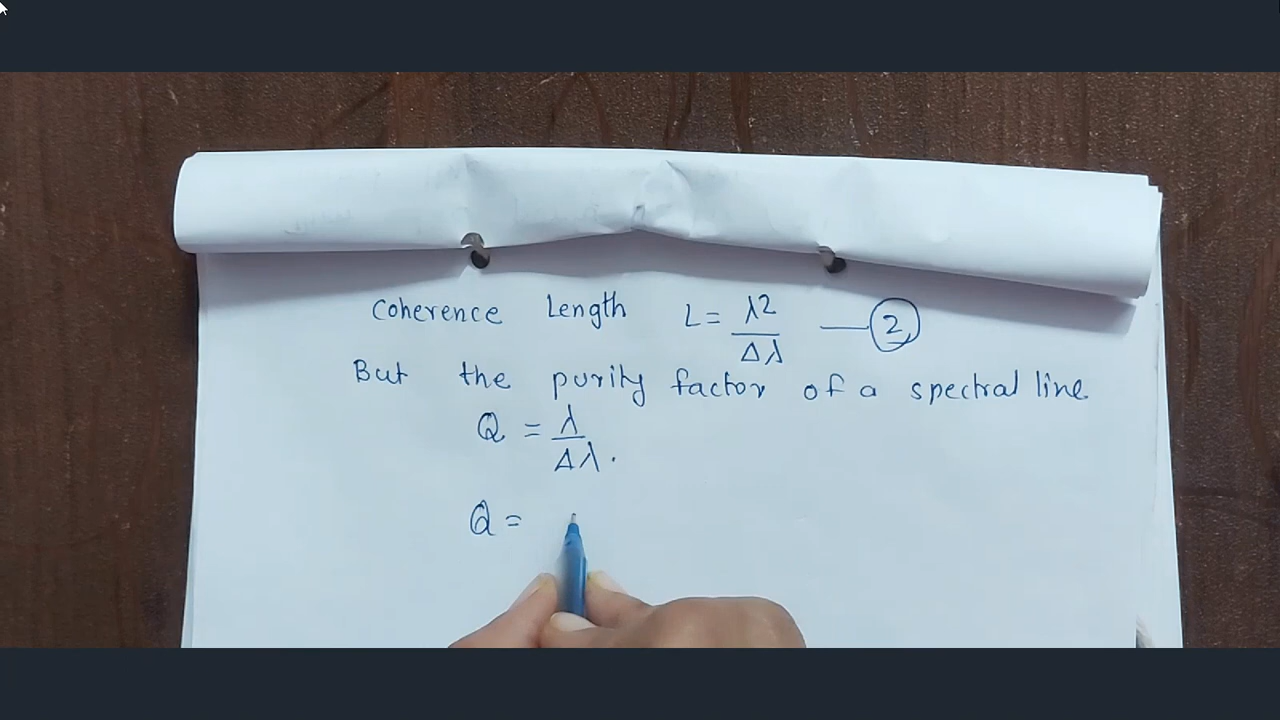 Coherence Length L = λ² / Δλ — ②
But the purity factor of a spectral line
Q = λ / Δλ .
Q =